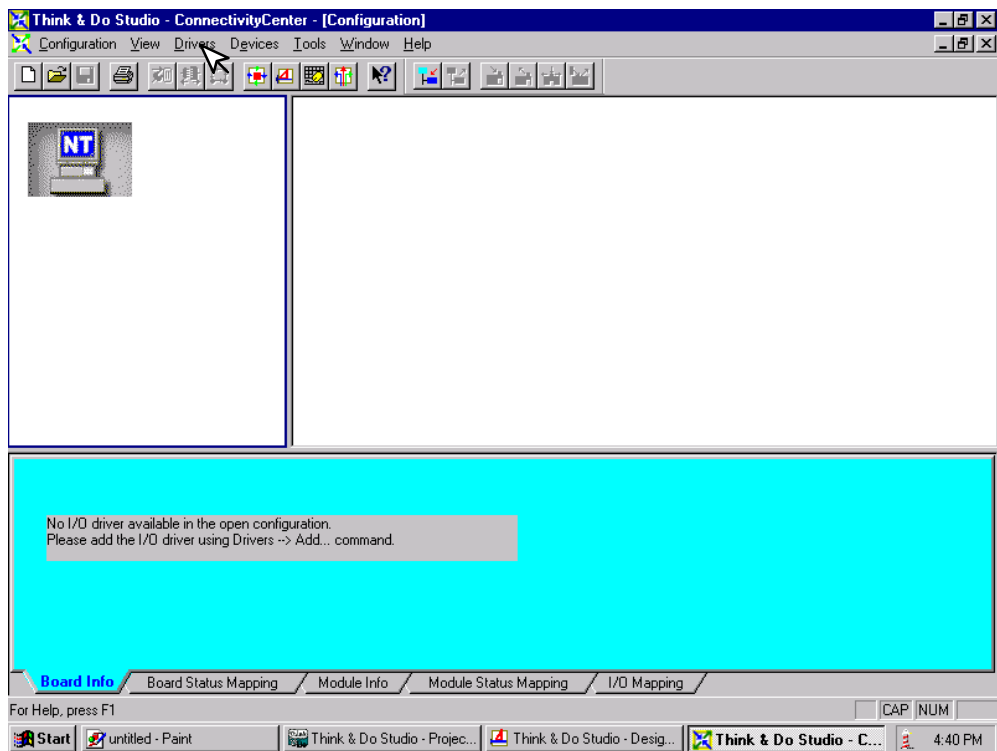 Think & Do Studio - ConnectivityCenter - [Configuration]
Configuration View Drivers Devices Tools Window Help
NT
No I/O driver available in the open configuration.
Please add the I/O driver using Drivers --> Add... command.
Board Info Board Status Mapping Module Info Module Status Mapping I/O Mapping
For Help, press F1 CAP NUM
Start untitled - Paint Think & Do Studio - Projec... Think & Do Studio - Desig... Think & Do Studio - C... 4:40 PM